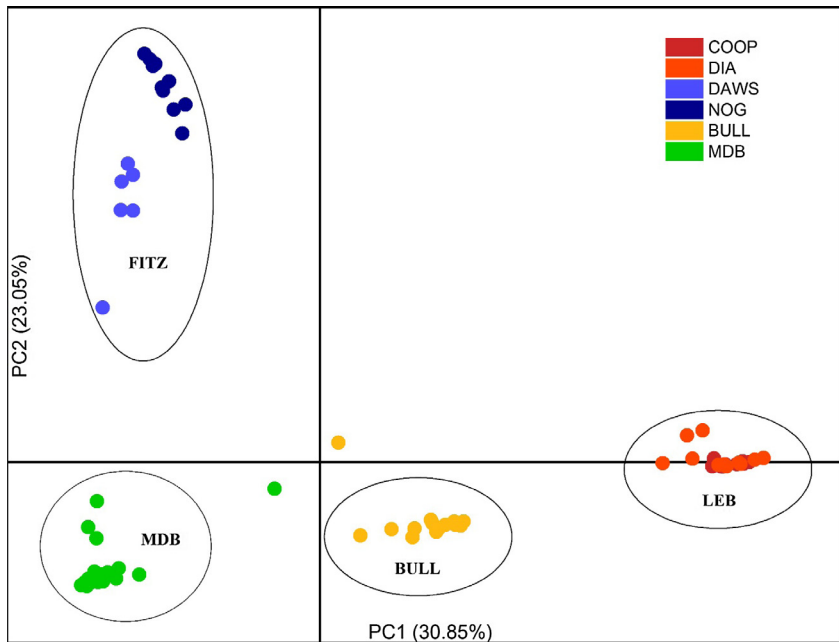 COOP
DIA
DAWS
NOG
BULL
MDB
FITZ
PC2 (23.05%)
LEB
MDB
BULL
PC1 (30.85%)